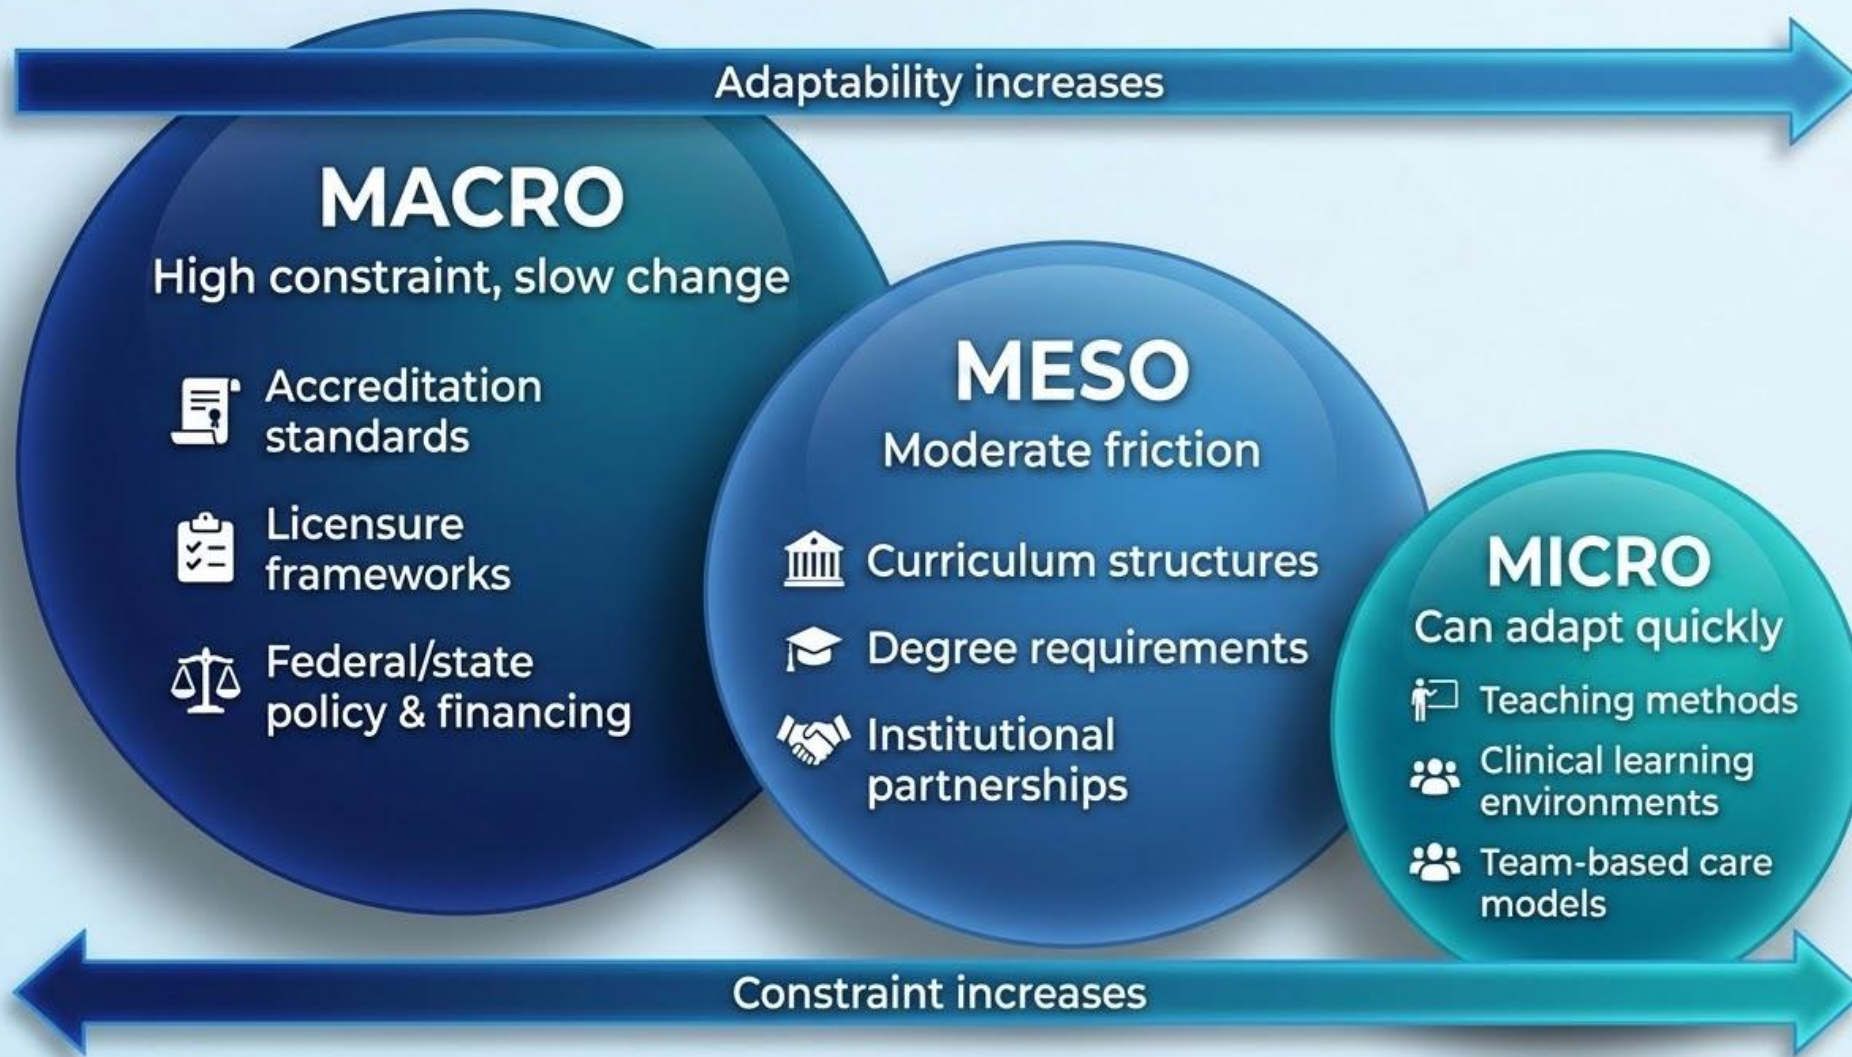 Adaptability increases
MACRO
High constraint, slow change
Accreditation
standards
Licensure
frameworks
Federal/state
policy & financing
MESO
Moderate friction
Curriculum structures
Degree requirements
Institutional
partnerships
MICRO
Can adapt quickly
Teaching methods
Clinical learning
environments
Team-based care
models
Constraint increases